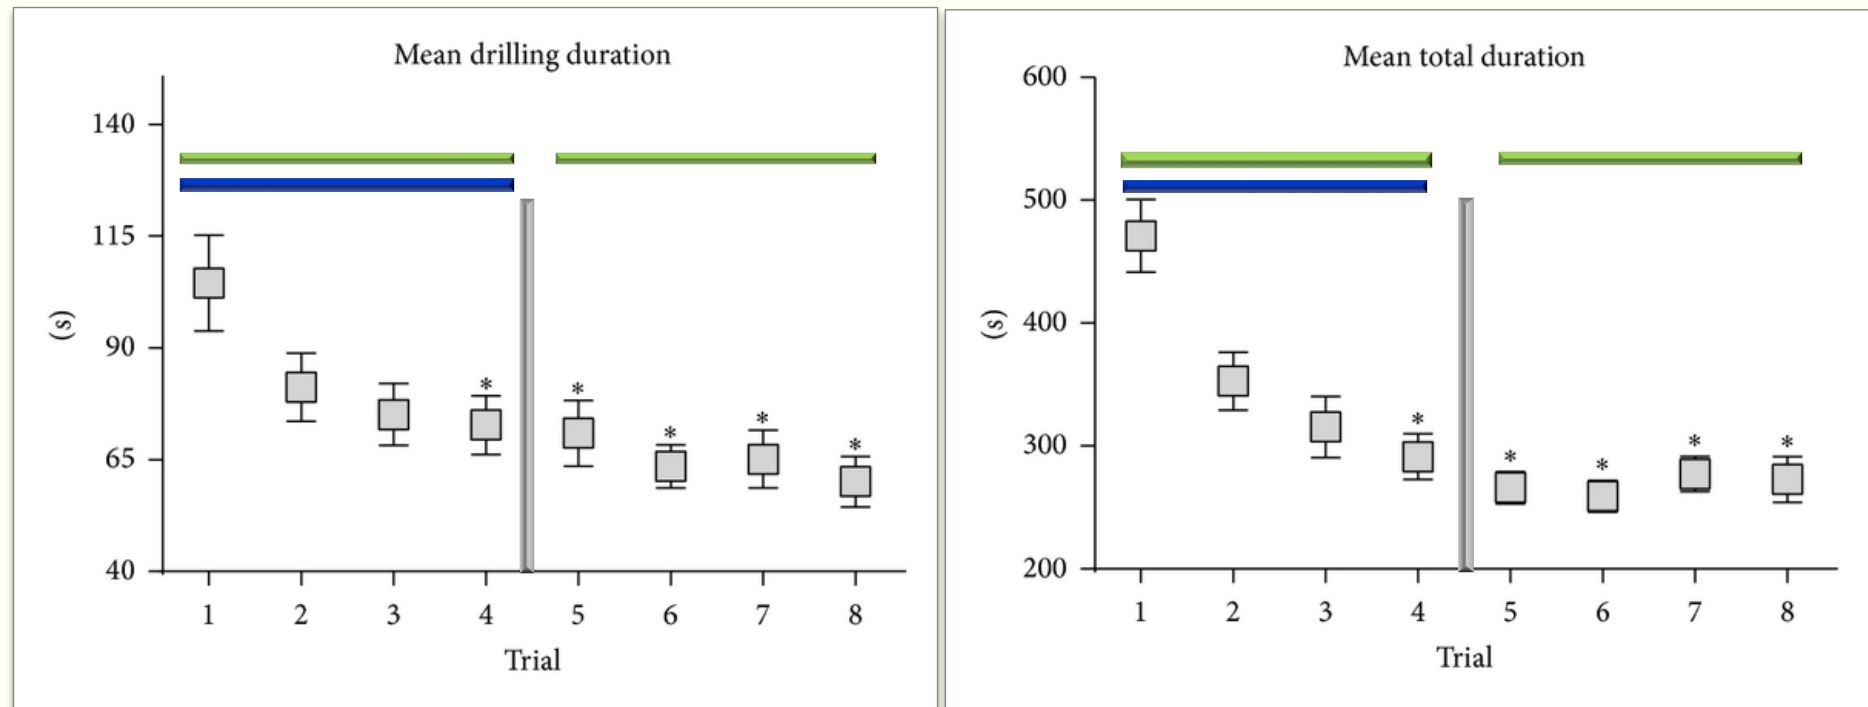 Mean drilling duration
140
115
90
65
40
(s)
* * * * *
1 2 3 4 5 6 7 8
Trial
Mean total duration
600
500
400
300
200
(s)
* * * * *
1 2 3 4 5 6 7 8
Trial